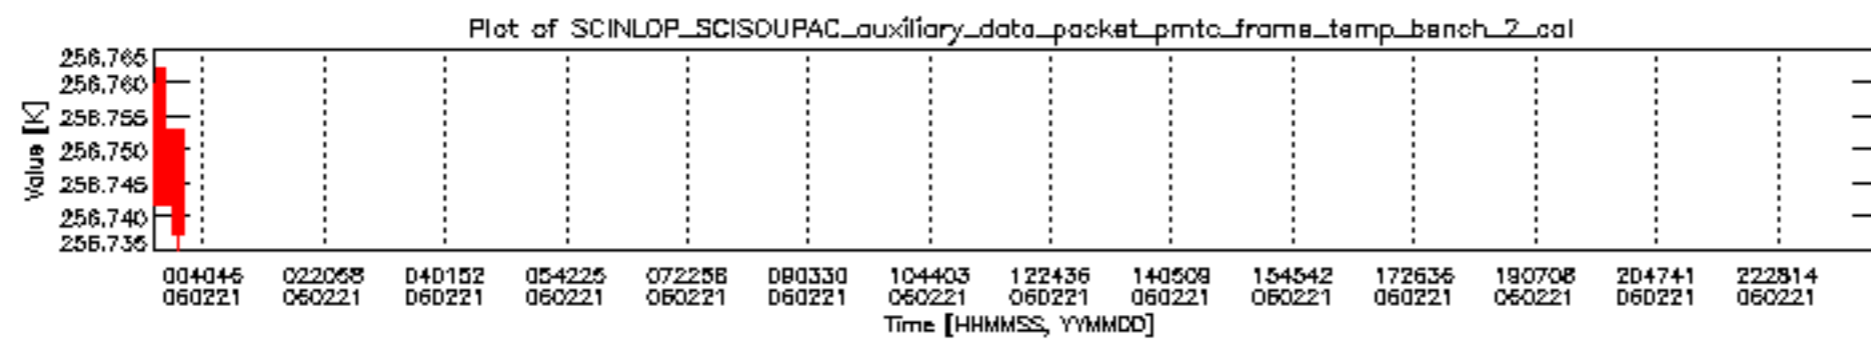 Plot of SCINLOP_SCISOUPAC_auxiliary_data_packet_pmtc_frame_temp_bench_2_cal
256.765
256.760
256.755
256.750
256.745
256.740
256.735
Value [K]
004046 022058 040152 054225 072258 090330 104403 122436 140509 154542 172635 190708 204741 222814
060221 060221 060221 060221 060221 060221 060221 060221 060221 060221 060221 060221 060221 060221
Time [HHMMSS, YYMMDD]